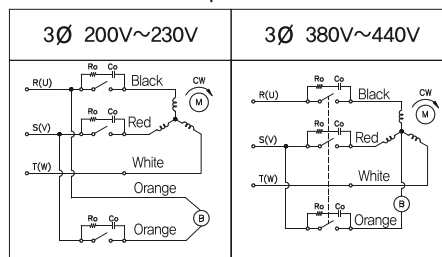 3Ø 200V～230V
Ro Co
Black
CW
R(U)
M
Ro Co
Red
S(V)
White
T(W)
Orange
Ro Co
B
Orange
3Ø 380V～440V
Ro Co
Black
CW
R(U)
M
Ro Co
Red
S(V)
White
T(W)
Ro Co
B
Orange